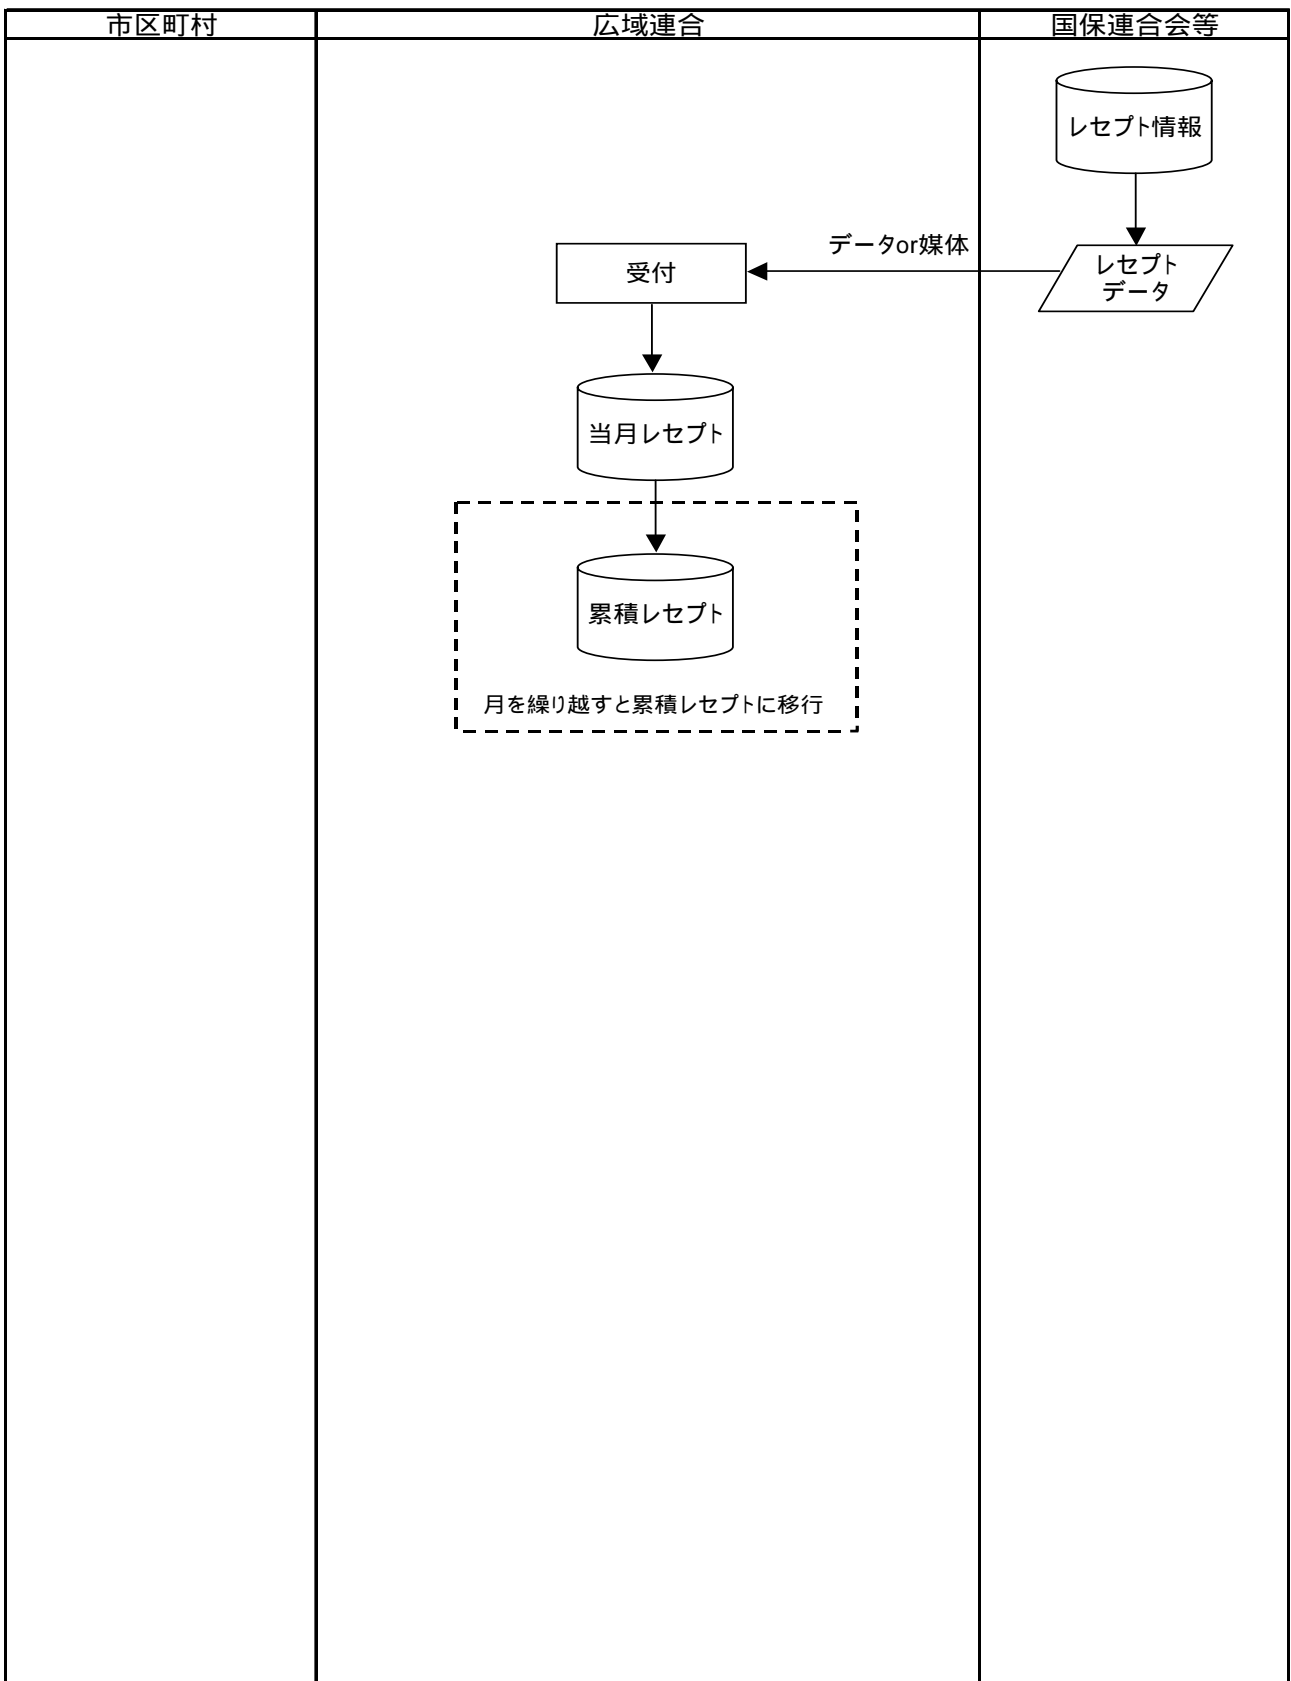 市区町村
広域連合
国保連合会等
レセプト情報
データor媒体
受付
レセプト
データ
当月レセプト
累積レセプト
月を繰り越すと累積レセプトに移行